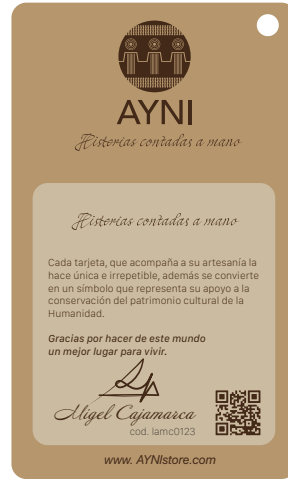 AYNI
Histerias contadas a mano
Histerias contadas a mano
Cada tarjeta, que acompaña a su artesanía la
hace única e irrepetible, además se convierte
en un símbolo que representa su apoyo a la
conservación del patrimonio cultural de la
Humanidad.
Gracias por hacer de este mundo
un mejor lugar para vivir.
Migel Cajamarca
cod. lamc0123
www. AYNIstore.com